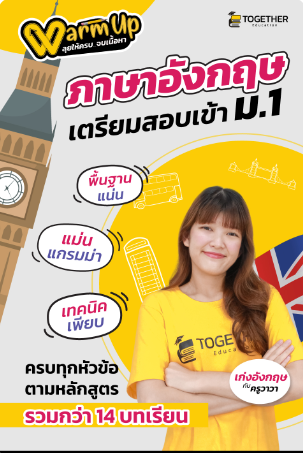 WarmUp
ลุยให้ครบ..จบเนื้อหา
TOGETHER
Education
ภาษาอังกฤษ
เตรียมสอบเข้า ม.1
พื้นฐาน
แน่น
แม่น
แกรมม่า
เทคนิค
เพียบ
TOGE
Educa
ครบทุกหัวข้อ
ตามหลักสูตร
รวมกว่า 14 บทเรียน
เก่งอังกฤษ
กับ
ครูวาวา